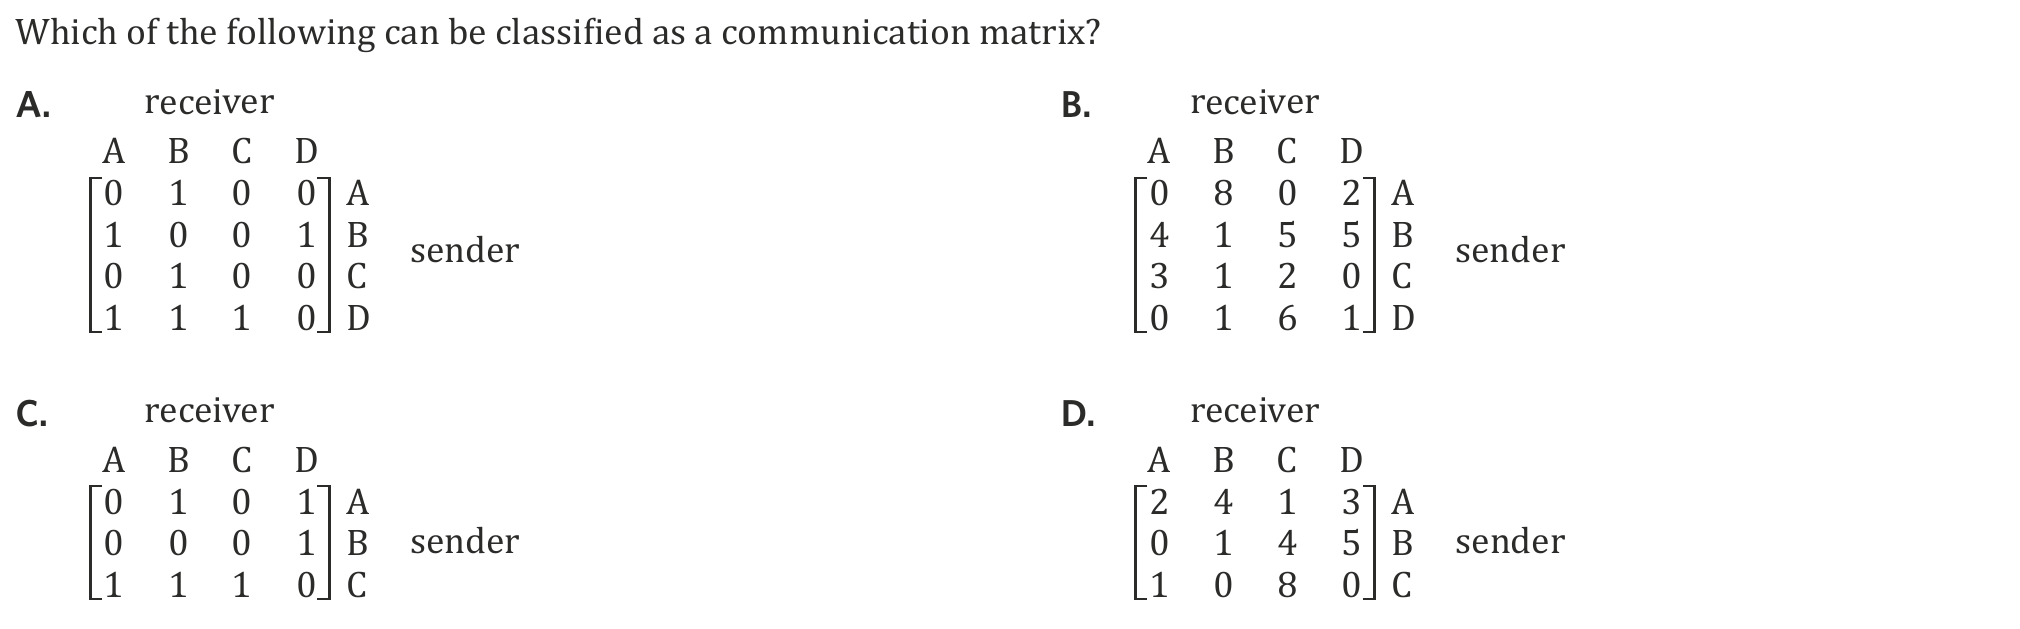 Which of the following can be classified as a communication matrix?
A. receiver
A B C D
0 1 0 0 A
1 0 0 1 B
sender
0 1 0 0 C
1 1 1 0 D
B. receiver
A B C D
0 8 0 2 A
4 1 5 5 B
sender
3 1 2 0 C
0 1 6 1 D
C. receiver
A B C D
0 1 0 1 A
0 0 0 1 B sender
1 1 1 0 C
D. receiver
A B C D
2 4 1 3 A
0 1 4 5 B sender
1 0 8 0 C